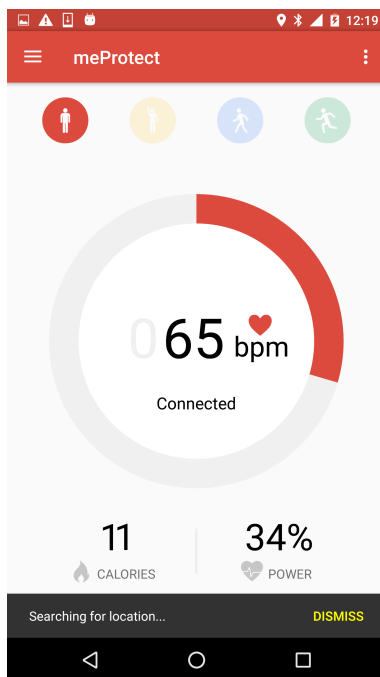 12:19
meProtect
065 bpm
Connected
11 34%
CALORIES POWER
Searching for location... DISMISS